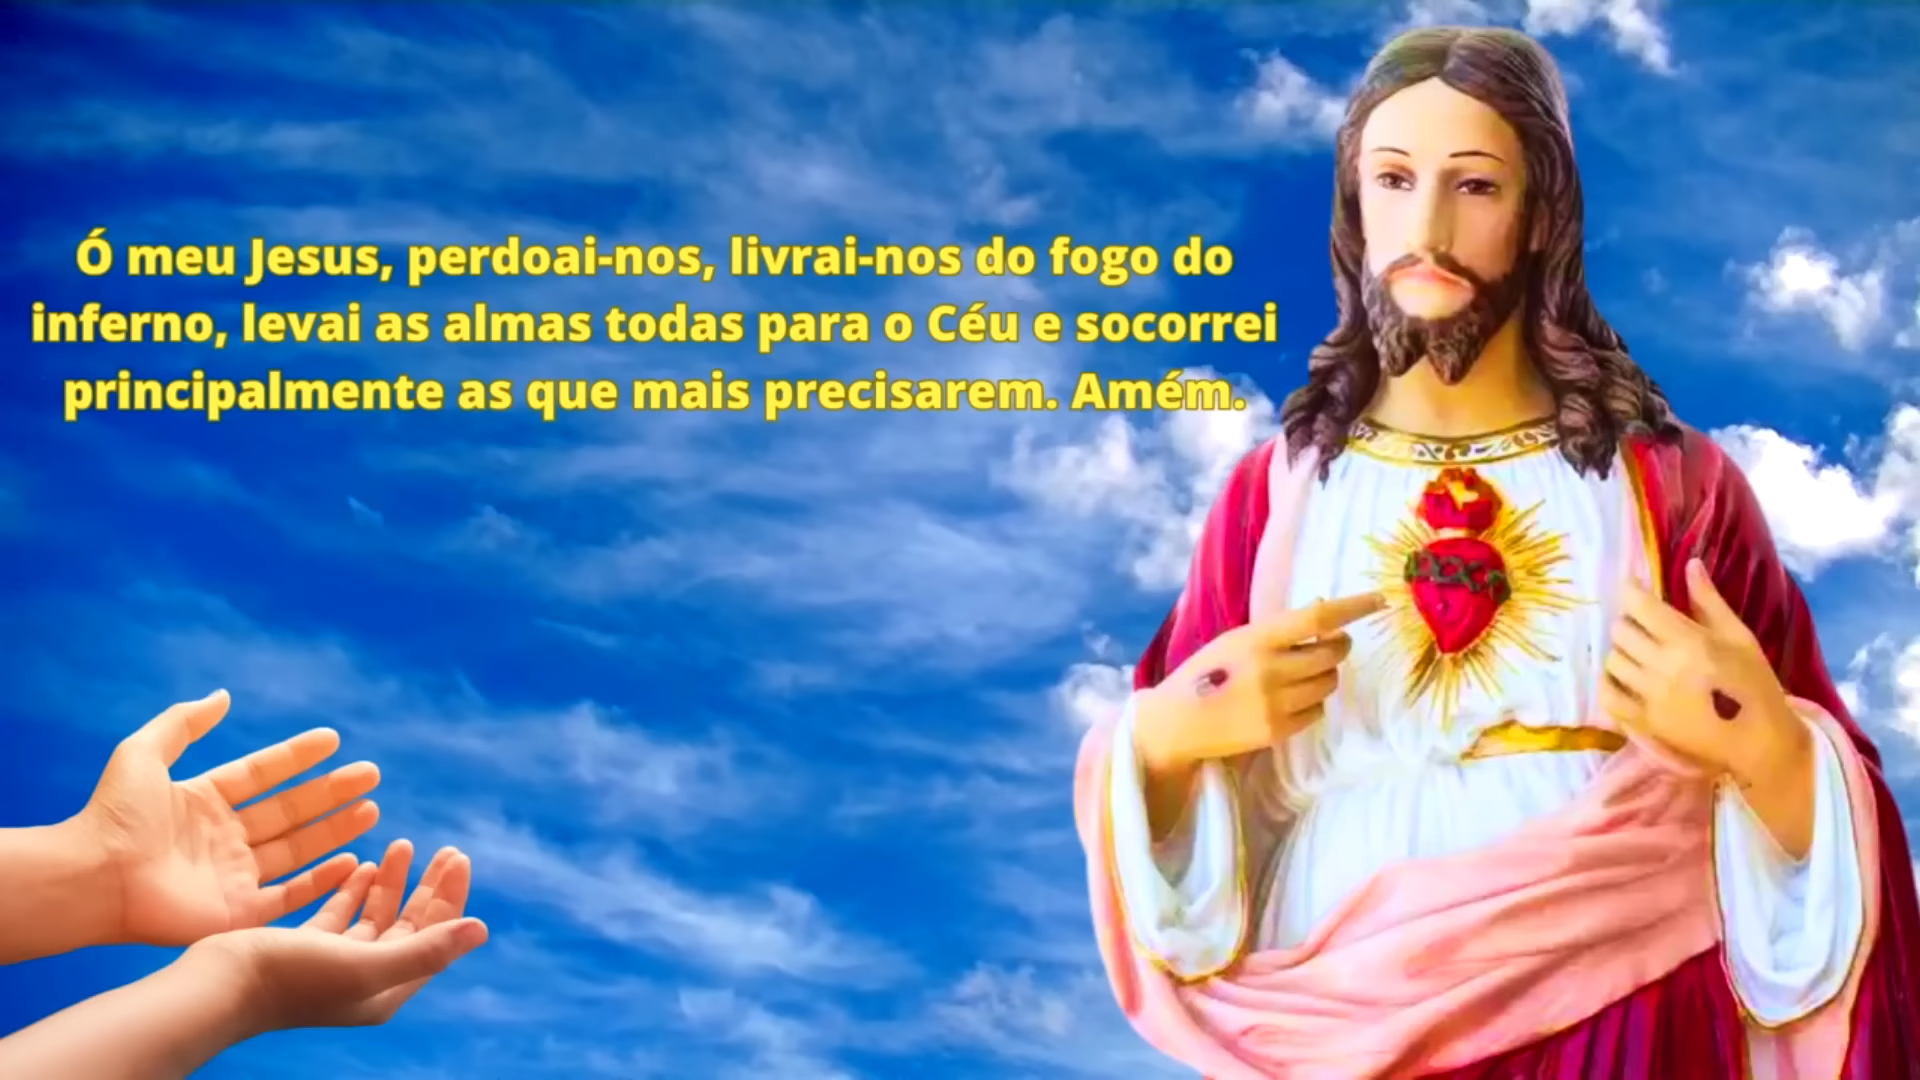 Ó meu Jesus, perdoai-nos, livrai-nos do fogo do
inferno, levai as almas todas para o Céu e socorrei
principalmente as que mais precisarem. Amém.